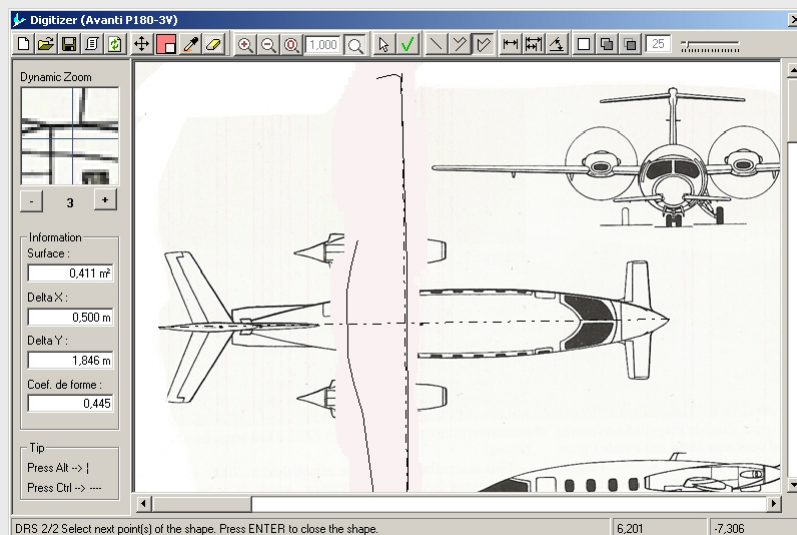 Digitizer (Avanti P180-3V)
1,000
25
Dynamic Zoom
- 3 +
Information
Surface :
0,411 m²
Delta X :
0,500 m
Delta Y :
1,846 m
Coef. de forme :
0,445
Tip
Press Alt --> ¦
Press Ctrl --> ----
DRS 2/2 Select next point(s) of the shape. Press ENTER to close the shape.
6,201
-7,306